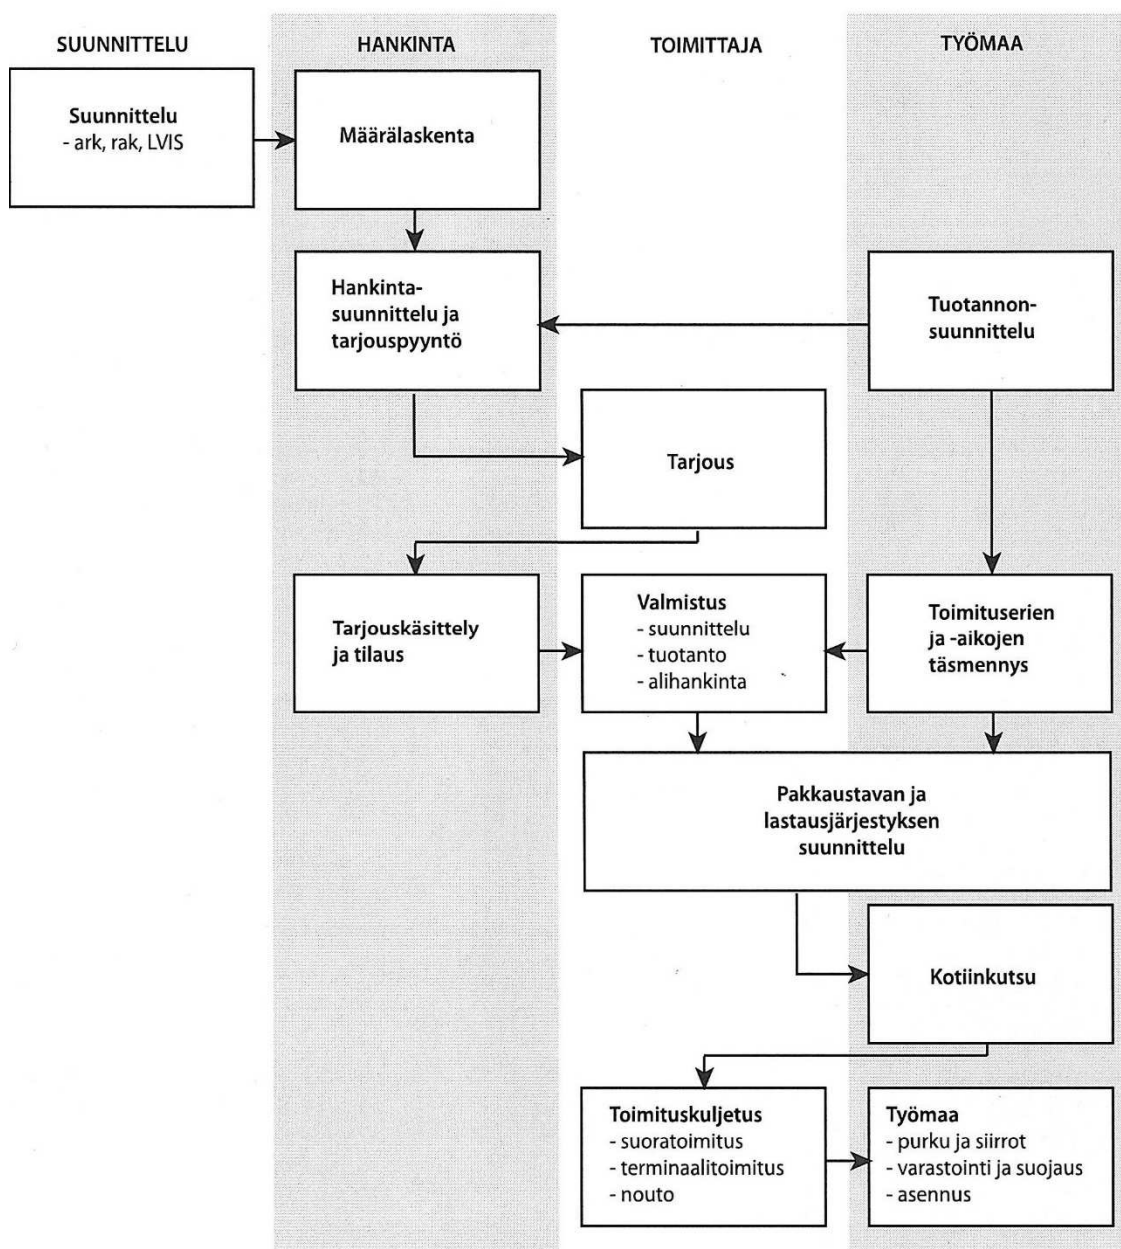 SUUNNITTELU
HANKINTA
TOIMITTAJA
TYÖMAA
Suunnittelu
- ark, rak, LVIS
Määrälaskenta
Hankinta-
suunnittelu ja
tarjouspyyntö
Tuotannon-
suunnittelu
Tarjous
Tarjouskäsittely
ja tilaus
Valmistus
- suunnittelu
- tuotanto
- alihankinta
Toimituserien
ja -aikojen
täsmennys
Pakkaustavan ja
lastausjärjestyksen
suunnittelu
Kotiinkutsu
Toimituskuljetus
- suoratoimitus
- terminaalitoimitus
- nouto
Työmaa
- purku ja siirrot
- varastointi ja suojaus
- asennus